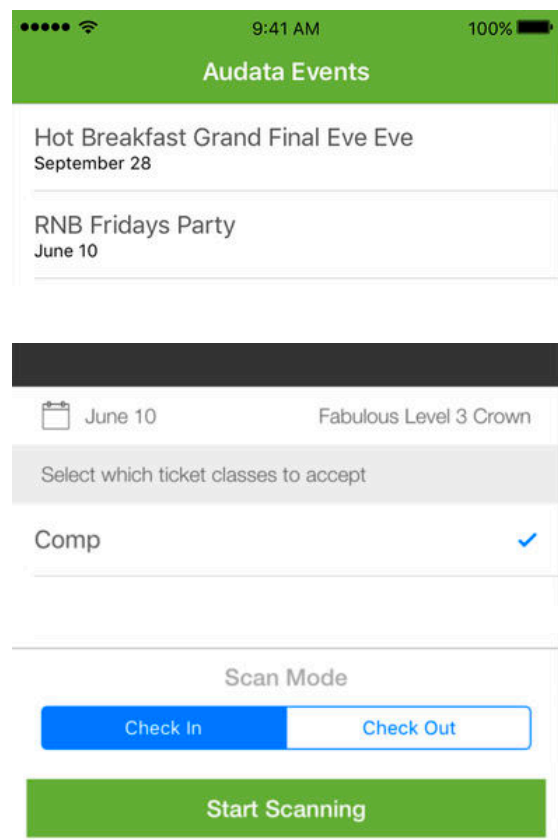 9:41 AM 100%
Audata Events
Hot Breakfast Grand Final Eve Eve
September 28
RNB Fridays Party
June 10
June 10 Fabulous Level 3 Crown
Select which ticket classes to accept
Comp
Scan Mode
Check In Check Out
Start Scanning